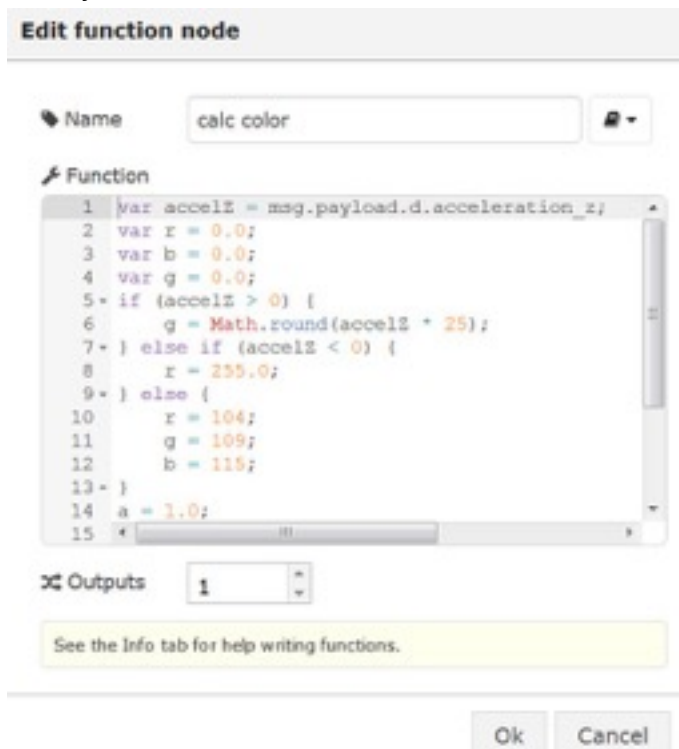 Edit function node
Name
calc color
Function
1 var accelZ = msg.payload.d.acceleration_z;
2 var r = 0.0;
3 var b = 0.0;
4 var g = 0.0;
5 if (accelZ > 0) {
6 g = Math.round(accelZ * 25);
7 } else if (accelZ < 0) {
8 r = 255.0;
9 } else {
10 r = 104;
11 g = 109;
12 b = 115;
13 }
14 a = 1.0;
15
Outputs
1
See the Info tab for help writing functions.
Ok Cancel